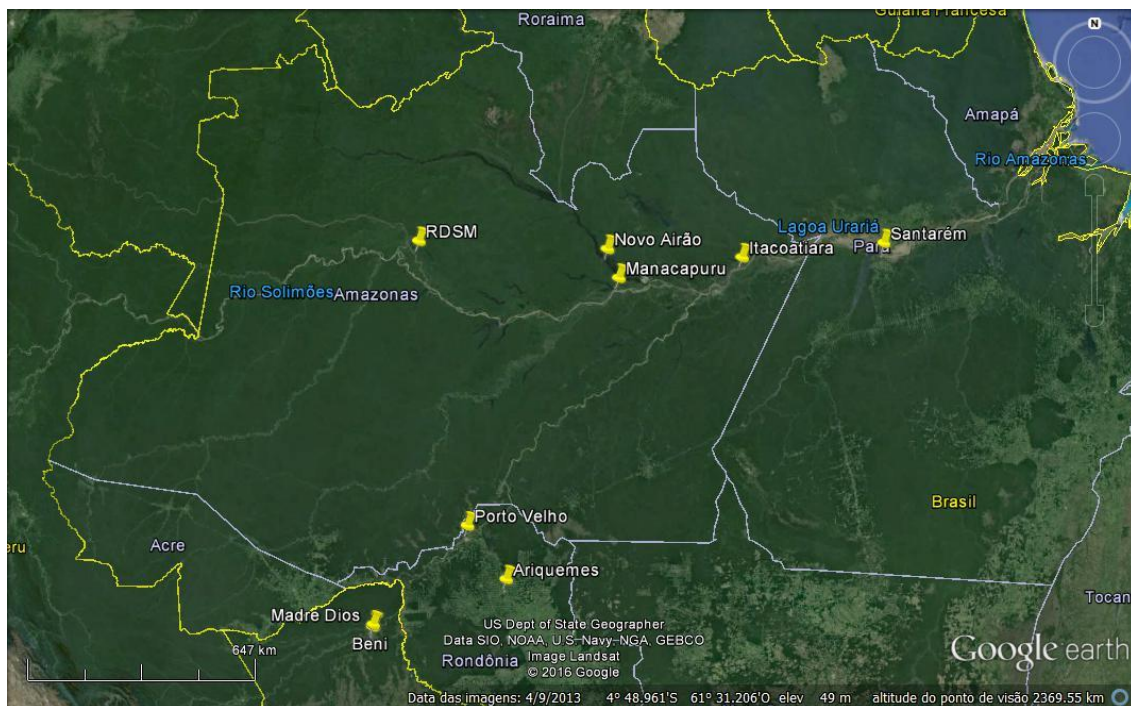 Roraima
Guiana Francesa
N
Amapá
Rio Amazonas
RDSM
Novo Airão
Lagoa Urariá
Santarém
Itacoatiara
Pará
Manacapuru
Rio Solimões
Amazonas
Brasil
Porto Velho
Acre
eru
Ariquemes
Tocan
Madre Dios
Beni
647 km
Rondônia
US Dept of State Geographer
Data SIO, NOAA, U.S. Navy, NGA, GEBCO
Image Landsat
© 2016 Google
Google earth
Data das imagens: 4/9/2013 4° 48.961'S 61° 31.206'O elev 49 m altitude do ponto de visão 2369.55 km